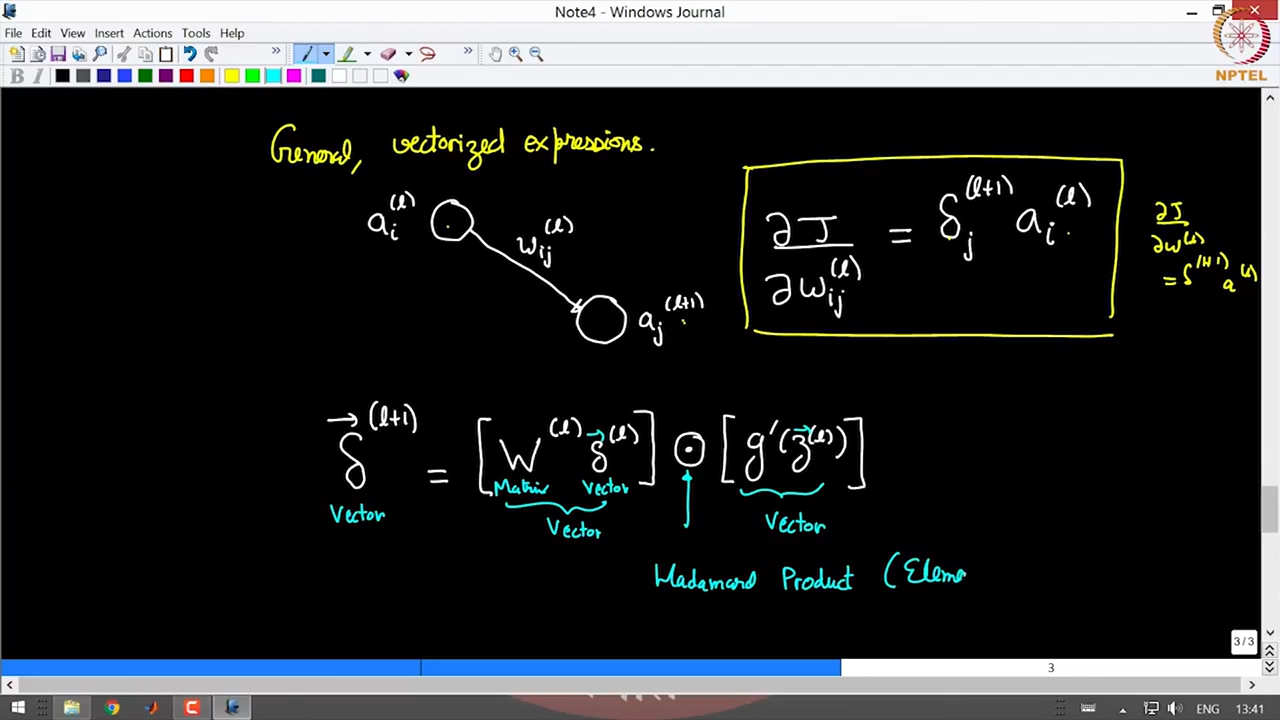 Note4 - Windows Journal
File Edit View Insert Actions Tools Help
NPTEL
General, vectorized expressions.
a_i^(l)
w_ij^(l)
a_j^(l+1)
∂J/∂w_ij^(l) = δ_j^(l+1) a_i^(l)
∂J/∂w^(l)
= δ^(l+1) a^(l)
δ⃗^(l+1) = [W^(l) δ⃗^(l)] ⊙ [g′(z⃗^(l))]
Matrix Vector
Vector Vector Vector
Hadamard Product (Eleme
3/3
3
ENG 13:41